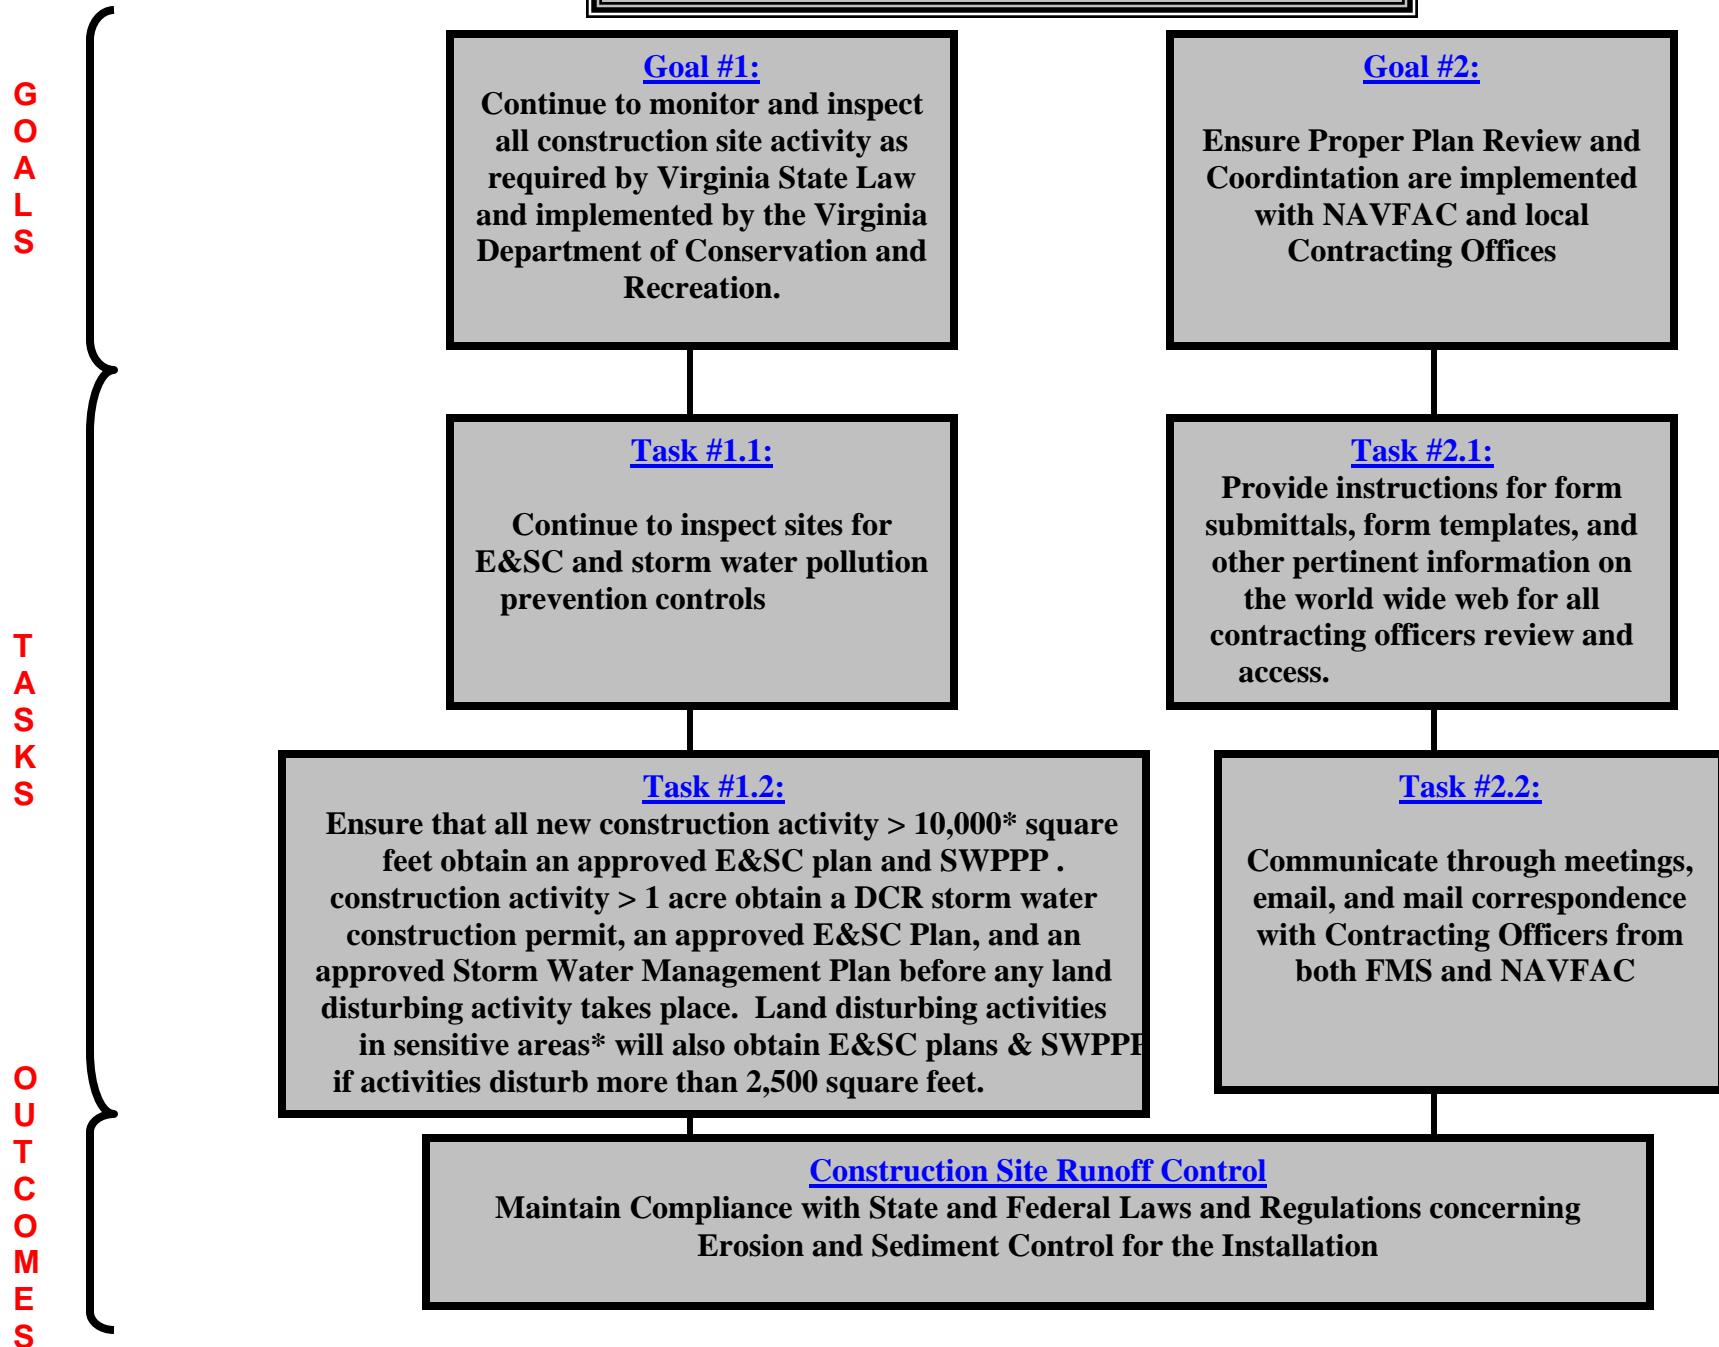 GOALS
Goal #1:
Continue to monitor and inspect
all construction site activity as
required by Virginia State Law
and implemented by the Virginia
Department of Conservation and
Recreation.
Goal #2:
Ensure Proper Plan Review and
Coordintation are implemented
with NAVFAC and local
Contracting Offices
TASKS
Task #1.1:
Continue to inspect sites for
E&SC and storm water pollution
prevention controls
Task #2.1:
Provide instructions for form
submittals, form templates, and
other pertinent information on
the world wide web for all
contracting officers review and
access.
Task #1.2:
Ensure that all new construction activity > 10,000* square
feet obtain an approved E&SC plan and SWPPP .
construction activity > 1 acre obtain a DCR storm water
construction permit, an approved E&SC Plan, and an
approved Storm Water Management Plan before any land
disturbing activity takes place.  Land disturbing activities
in sensitive areas* will also obtain E&SC plans & SWPPP
if activities disturb more than 2,500 square feet.
Task #2.2:
Communicate through meetings,
email, and mail correspondence
with Contracting Officers from
both FMS and NAVFAC
OUTCOMES
Construction Site Runoff Control
Maintain Compliance with State and Federal Laws and Regulations concerning
Erosion and Sediment Control for the Installation